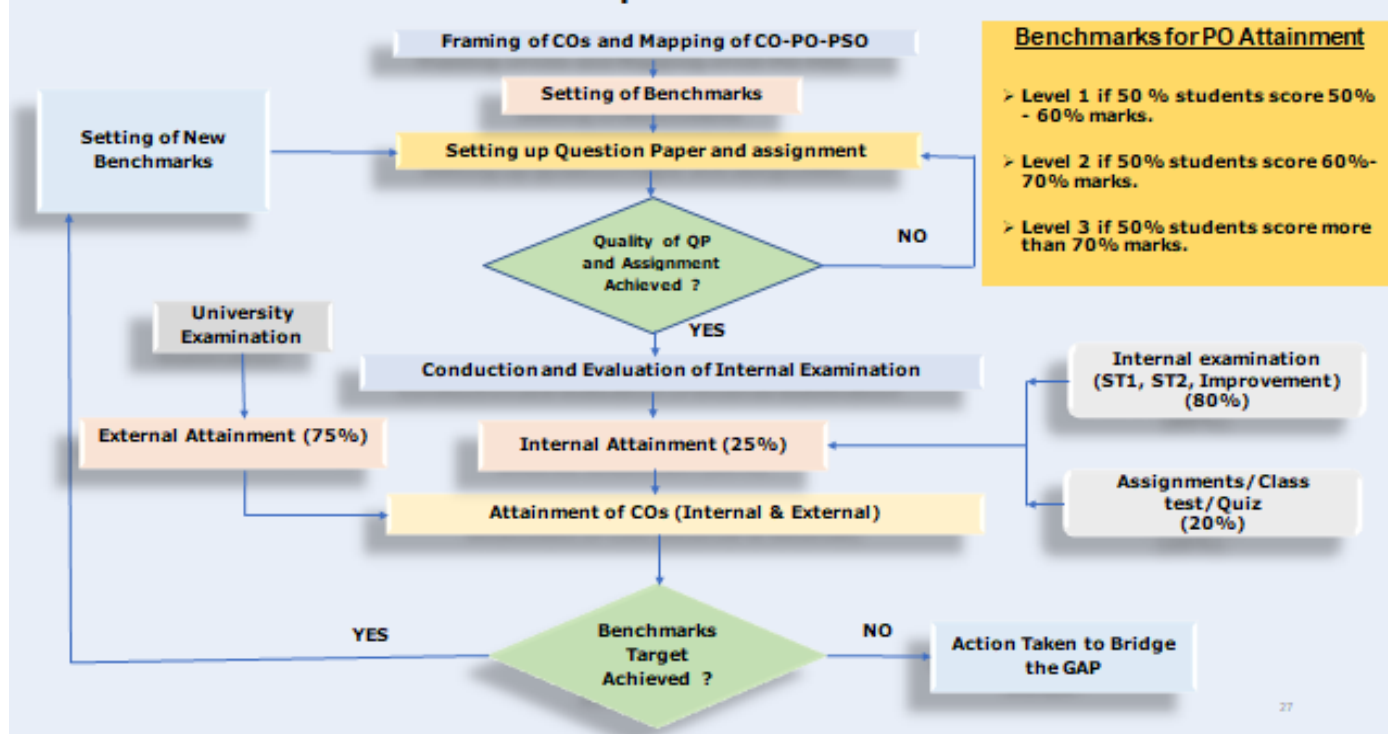 Framing of COs and Mapping of CO-PO-PSO
Setting of Benchmarks
Setting up Question Paper and assignment
Setting of New
Benchmarks
Quality of QP
and Assignment
Achieved ?
NO
YES
Benchmarks for PO Attainment
➢ Level 1 if 50 % students score 50%
- 60% marks.
➢ Level 2 if 50% students score 60%-
70% marks.
➢ Level 3 if 50% students score more
than 70% marks.
University
Examination
Conduction and Evaluation of Internal Examination
Internal examination
(ST1, ST2, Improvement)
(80%)
External Attainment (75%)
Internal Attainment (25%)
Assignments/Class
test/Quiz
(20%)
Attainment of COs (Internal & External)
YES
Benchmarks
Target
Achieved ?
NO
Action Taken to Bridge
the GAP
27